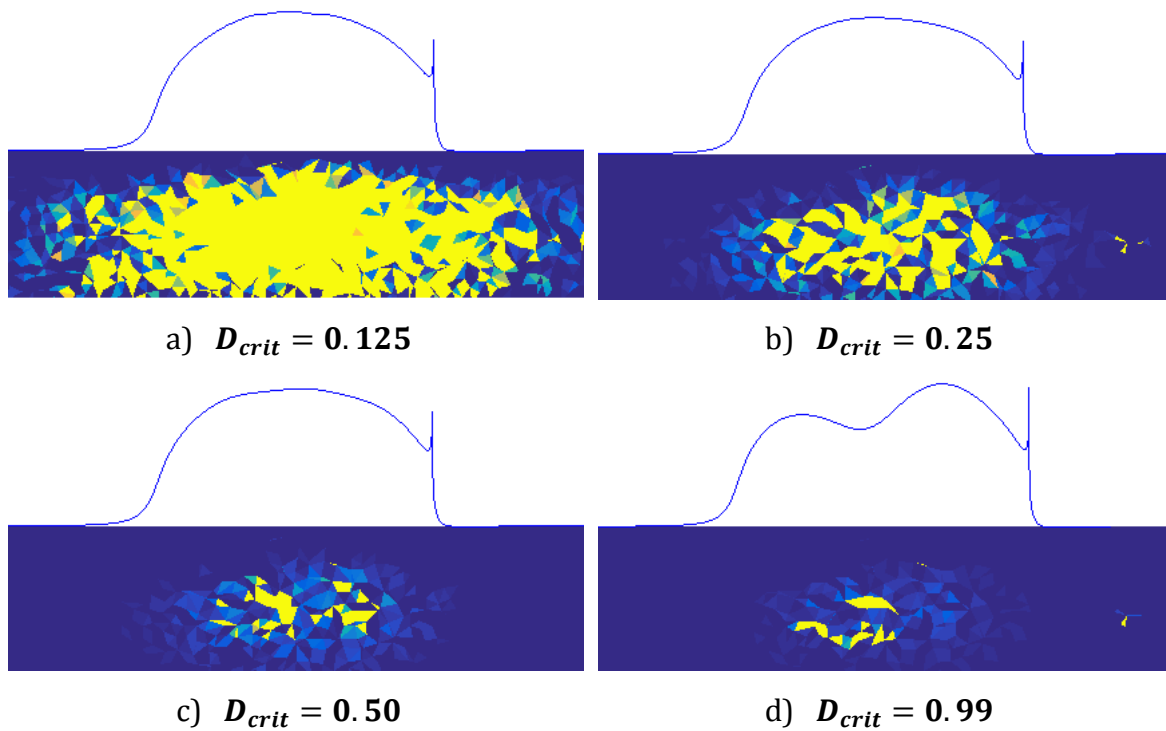 a) D_crit = 0.125
b) D_crit = 0.25
c) D_crit = 0.50
d) D_crit = 0.99